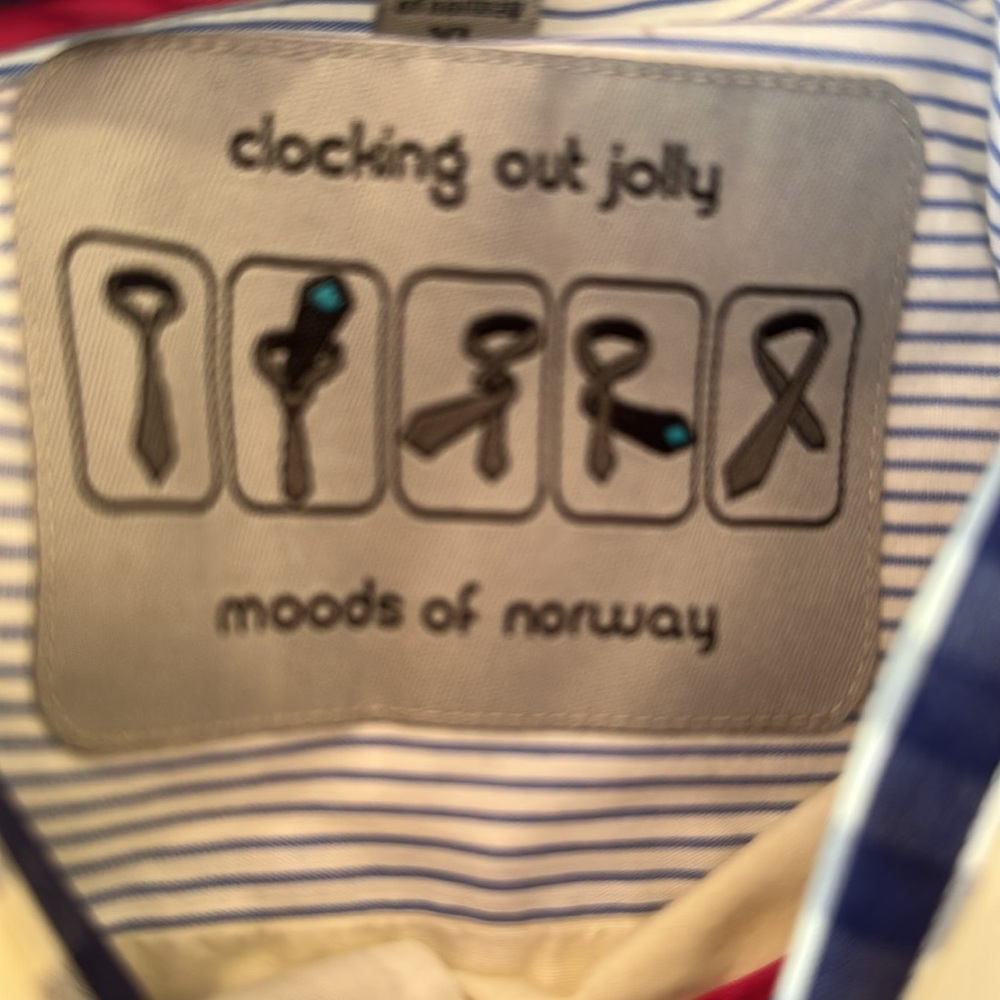 clocking out jolly
moods of norway